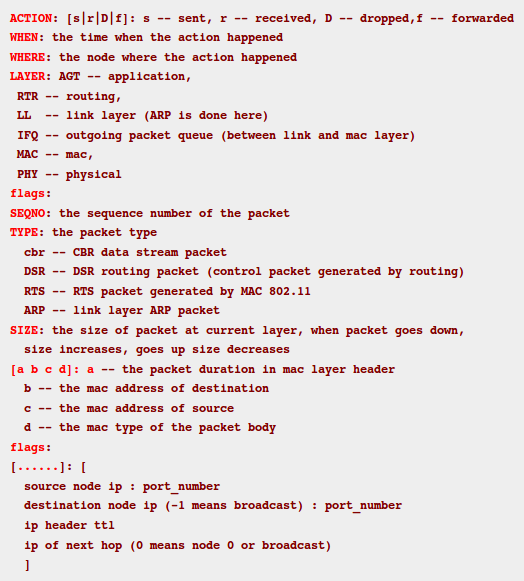 ACTION: [s|r|D|f]: s -- sent, r -- received, D -- dropped,f -- forwarded
WHEN: the time when the action happened
WHERE: the node where the action happened
LAYER: AGT -- application,
RTR -- routing,
LL -- link layer (ARP is done here)
IFQ -- outgoing packet queue (between link and mac layer)
MAC -- mac,
PHY -- physical
flags:
SEQNO: the sequence number of the packet
TYPE: the packet type
cbr -- CBR data stream packet
DSR -- DSR routing packet (control packet generated by routing)
RTS -- RTS packet generated by MAC 802.11
ARP -- link layer ARP packet
SIZE: the size of packet at current layer, when packet goes down,
size increases, goes up size decreases
[a b c d]: a -- the packet duration in mac layer header
b -- the mac address of destination
c -- the mac address of source
d -- the mac type of the packet body
flags:
[......]: [
source node ip : port_number
destination node ip (-1 means broadcast) : port_number
ip header ttl
ip of next hop (0 means node 0 or broadcast)
]